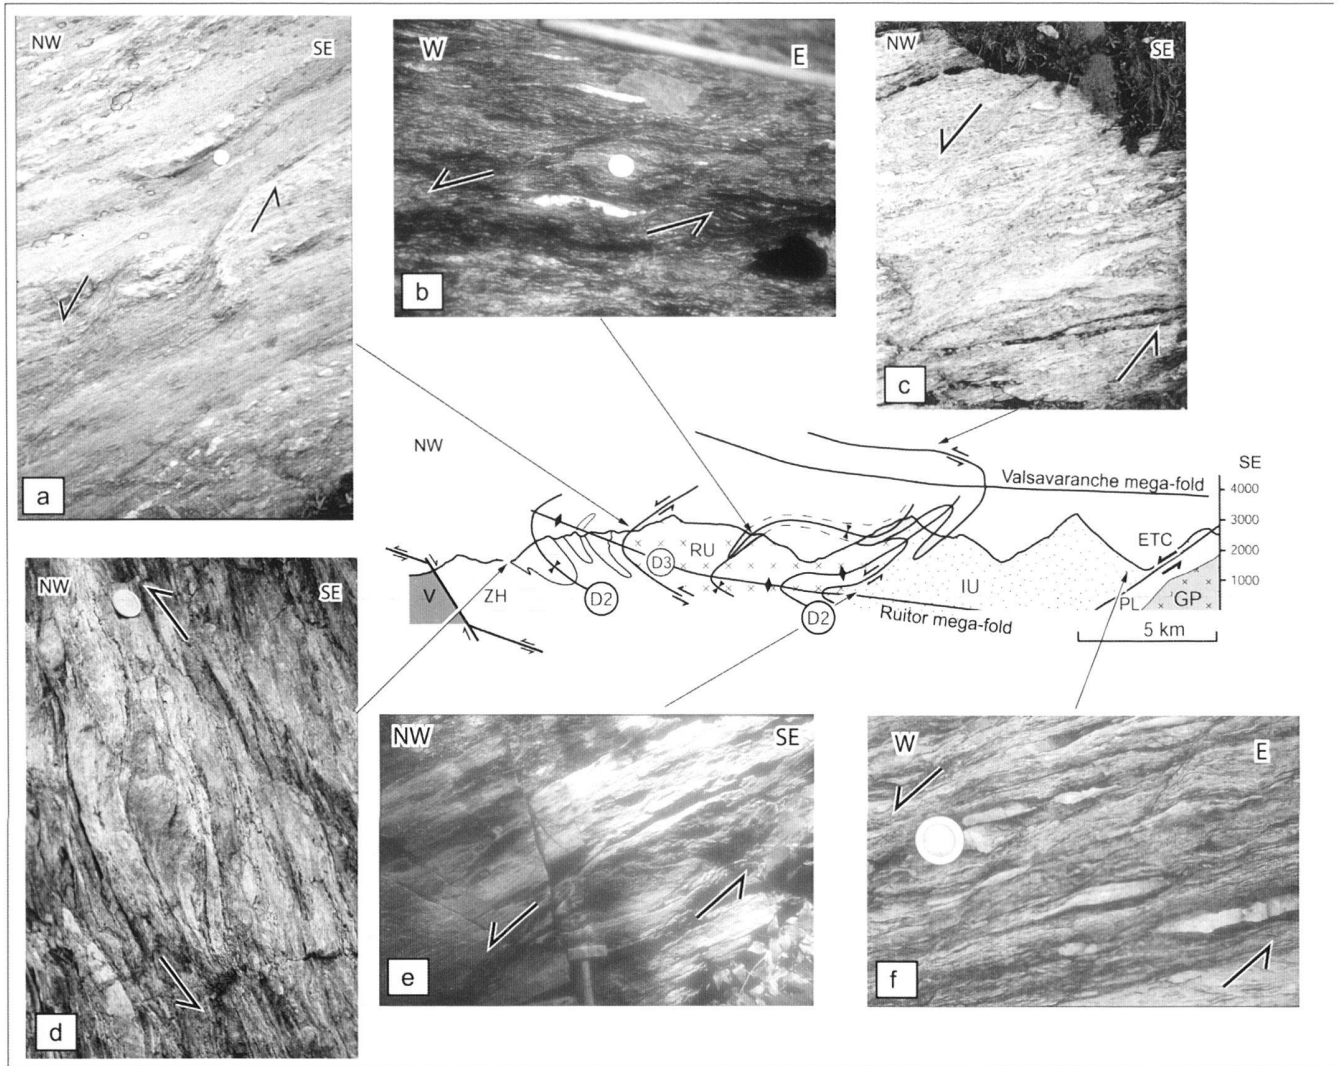 NW
SE
a
W
E
b
NW
SE
c
NW
SE
Valsavaranche mega-fold
4000
3000
ETC
2000
RU
D3
IU
1000
V
ZH
D2
D2
Ruitor mega-fold
PL
GP
5 km
NW
SE
d
NW
SE
e
W
E
f